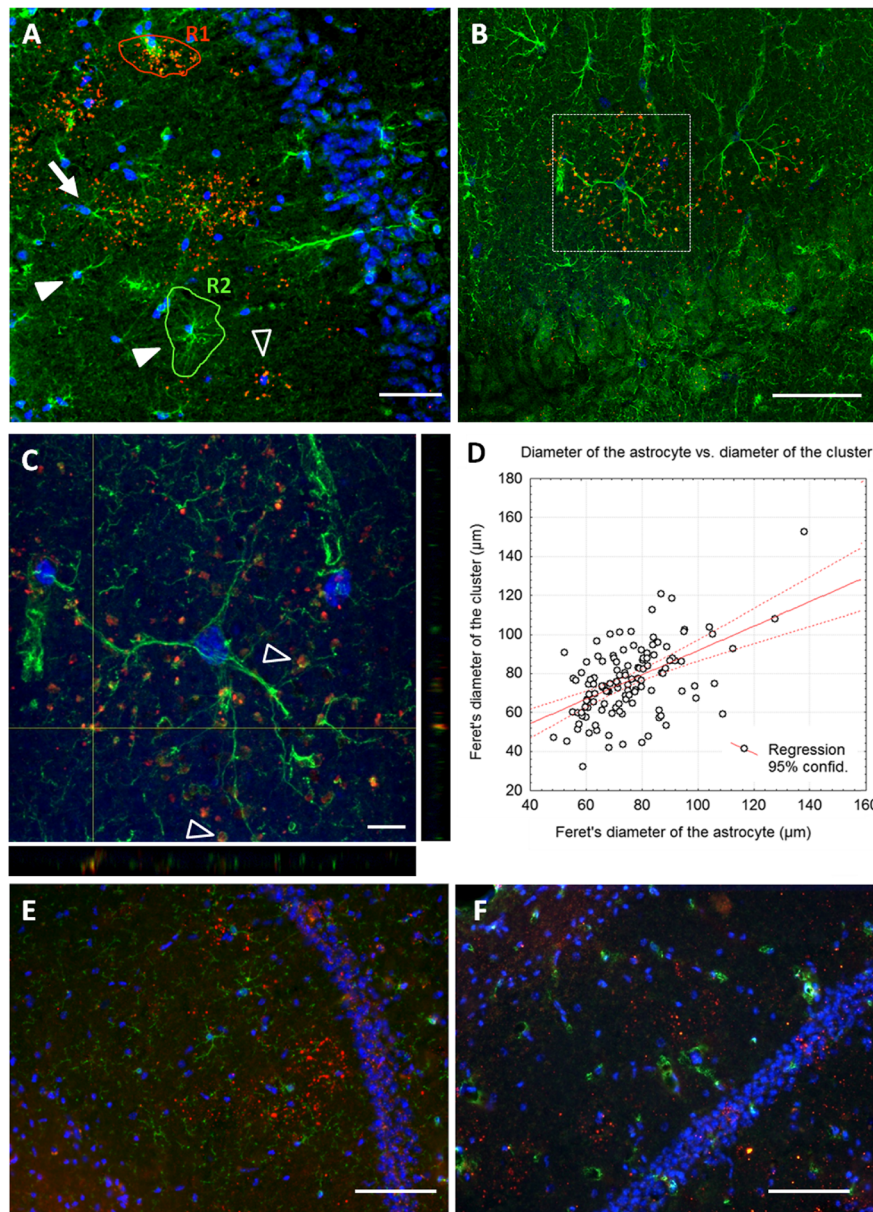 A
R1
R2
B
C
D
Diameter of the astrocyte vs. diameter of the cluster
Feret's diameter of the cluster (µm)
180
160
140
120
100
80
60
40
20
Regression
95% confid.
40
60
80
100
120
140
160
Feret's diameter of the astrocyte (µm)
E
F